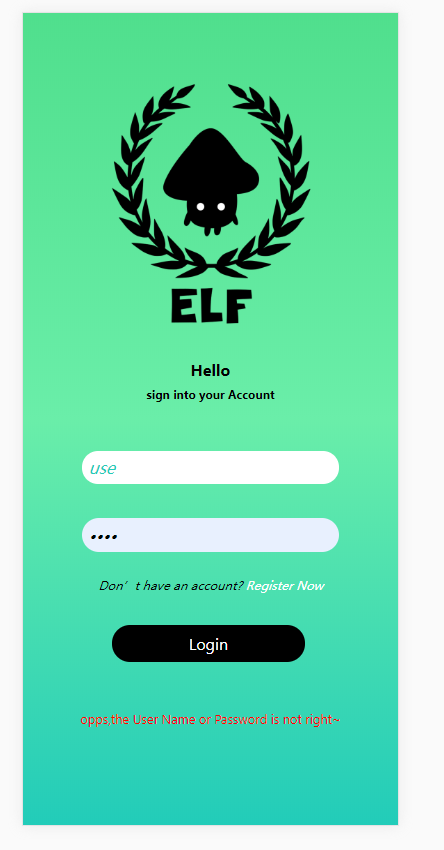 ELF
Hello
sign into your Account
use
••••
Don’t have an account? Register Now
Login
opps,the User Name or Password is not right~